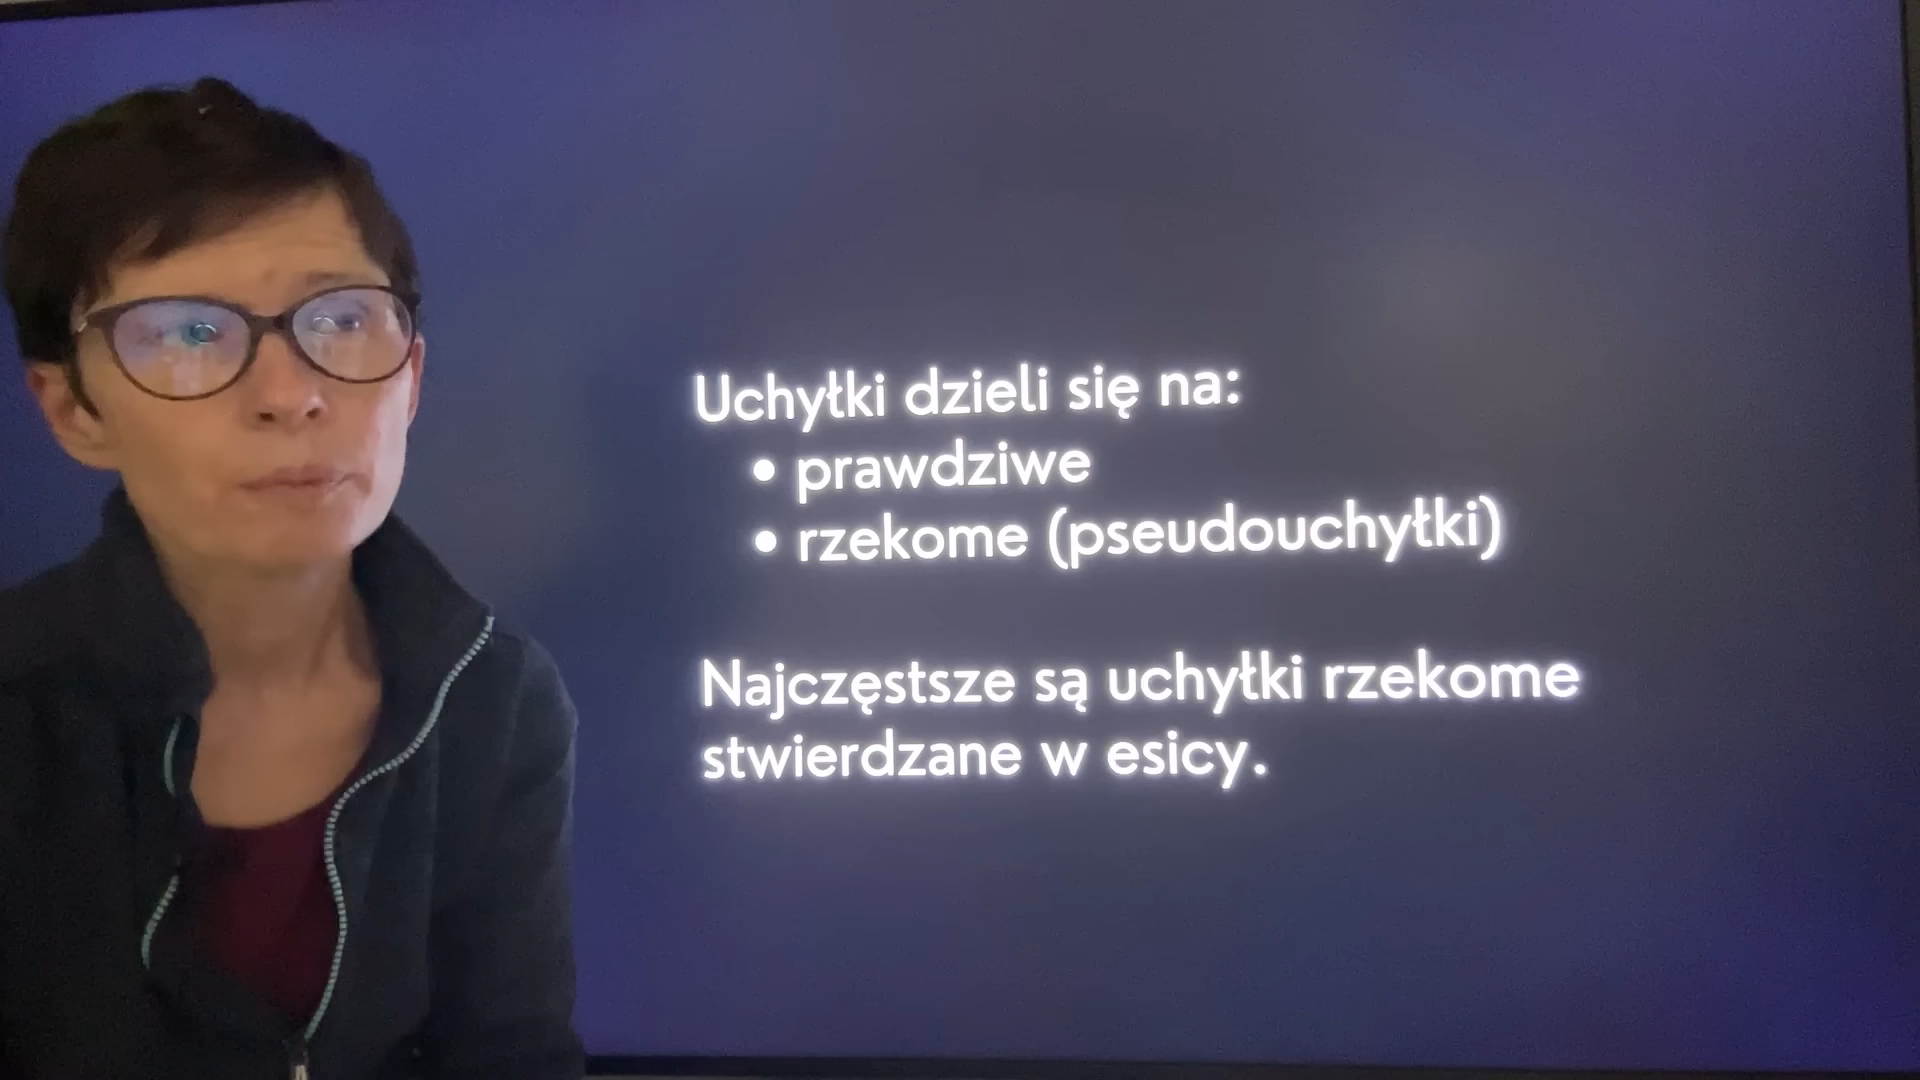 Uchyłki dzieli się na:
• prawdziwe
• rzekome (pseudouchyłki)
Najczęstsze są uchyłki rzekome
stwierdzane w esicy.